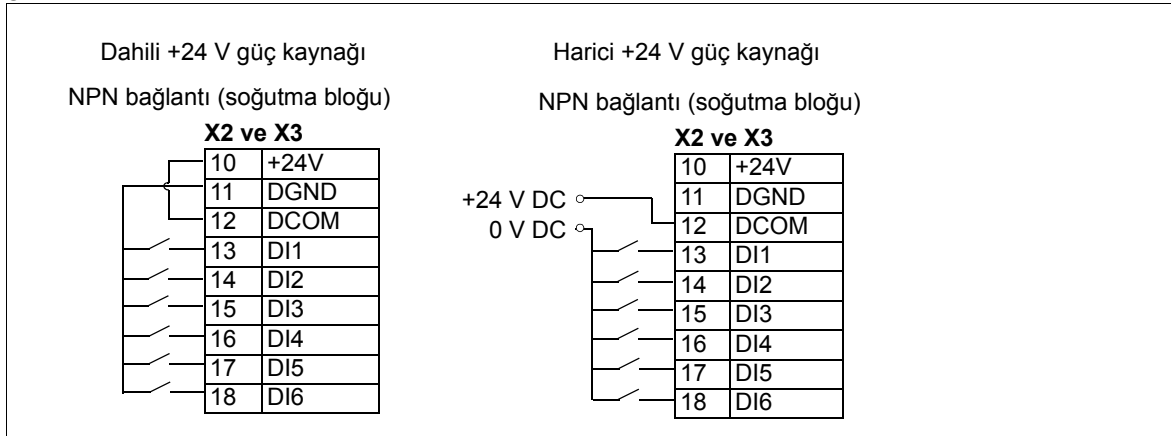 Dahili +24 V güç kaynağı
NPN bağlantı (soğutma bloğu)
X2 ve X3
10 +24V
11 DGND
12 DCOM
13 DI1
14 DI2
15 DI3
16 DI4
17 DI5
18 DI6
Harici +24 V güç kaynağı
NPN bağlantı (soğutma bloğu)
X2 ve X3
10 +24V
11 DGND
12 DCOM
13 DI1
14 DI2
15 DI3
16 DI4
17 DI5
18 DI6
+24 V DC
0 V DC